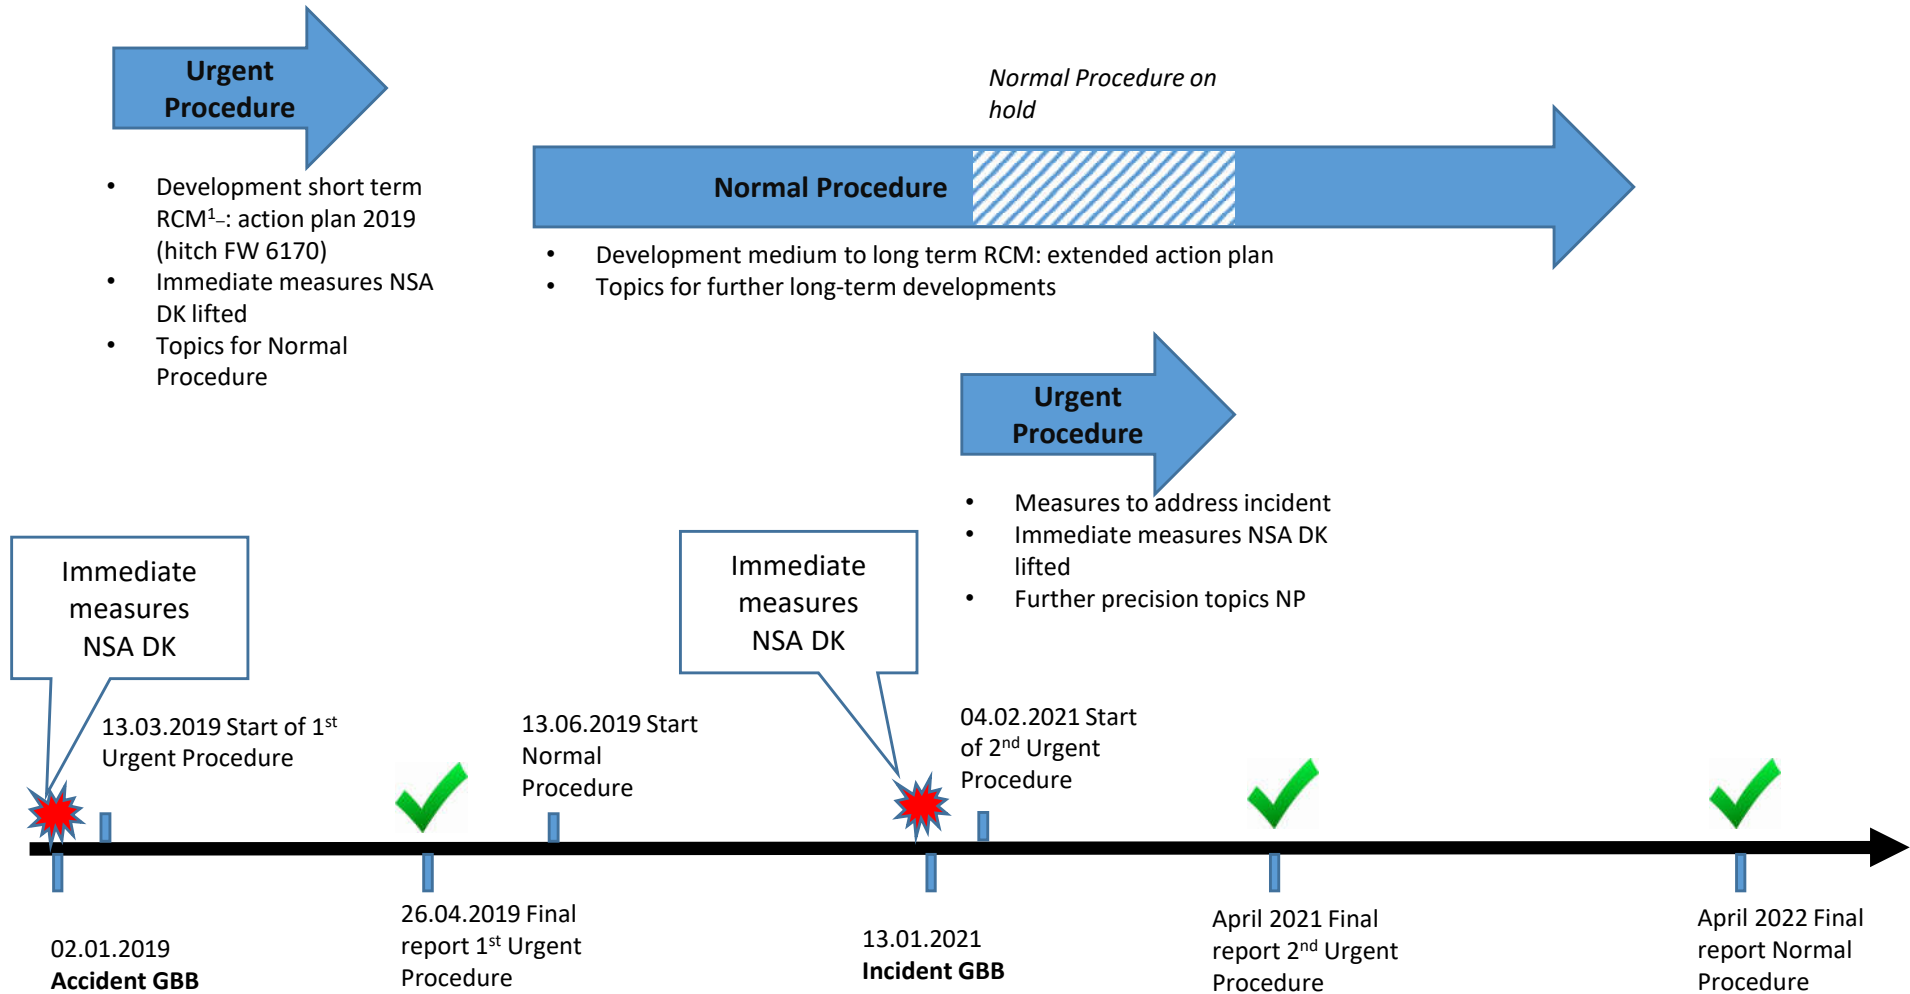 Urgent
Procedure
• Development short term
RCM¹–: action plan 2019
(hitch FW 6170)
• Immediate measures NSA
DK lifted
• Topics for Normal
Procedure
Normal Procedure on
hold
Normal Procedure
• Development medium to long term RCM: extended action plan
• Topics for further long-term developments
Urgent
Procedure
• Measures to address incident
• Immediate measures NSA DK
lifted
• Further precision topics NP
Immediate
measures
NSA DK
Immediate
measures
NSA DK
13.03.2019 Start of 1st
Urgent Procedure
13.06.2019 Start
Normal
Procedure
04.02.2021 Start
of 2nd Urgent
Procedure
02.01.2019
Accident GBB
26.04.2019 Final
report 1st Urgent
Procedure
13.01.2021
Incident GBB
April 2021 Final
report 2nd Urgent
Procedure
April 2022 Final
report Normal
Procedure